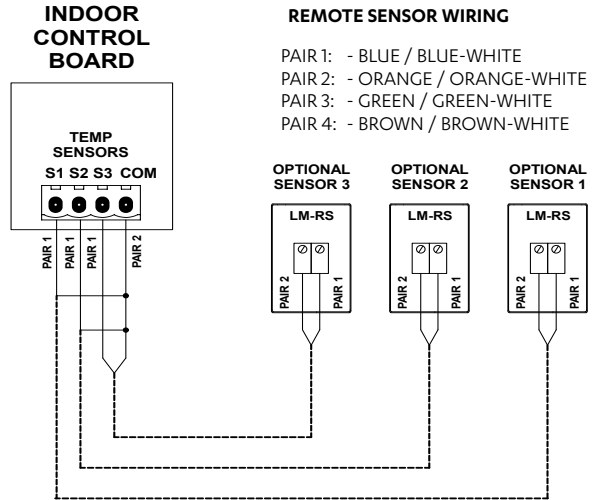 INDOOR
CONTROL
BOARD
REMOTE SENSOR WIRING
PAIR 1: - BLUE / BLUE-WHITE
PAIR 2: - ORANGE / ORANGE-WHITE
PAIR 3: - GREEN / GREEN-WHITE
PAIR 4: - BROWN / BROWN-WHITE
TEMP
SENSORS
S1 S2 S3 COM
PAIR 1
PAIR 1
PAIR 1
PAIR 2
OPTIONAL
SENSOR 3
LM-RS
PAIR 2
PAIR 1
OPTIONAL
SENSOR 2
LM-RS
PAIR 2
PAIR 1
OPTIONAL
SENSOR 1
LM-RS
PAIR 2
PAIR 1